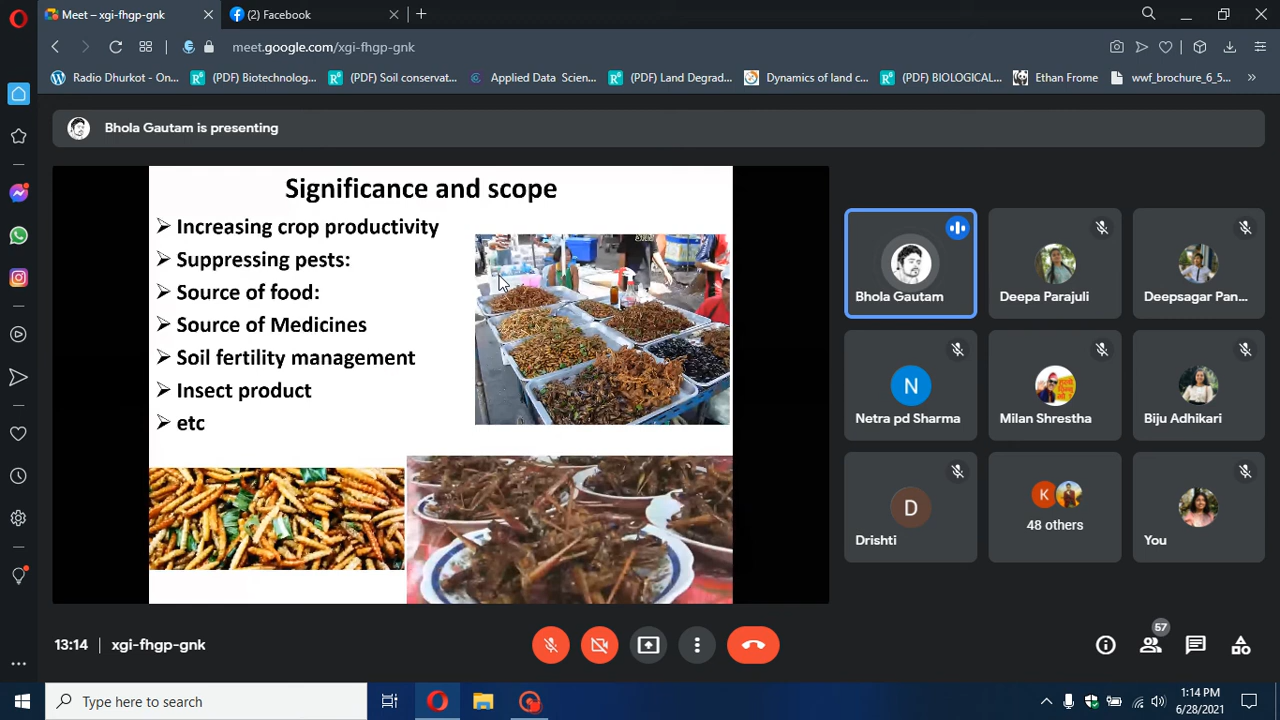 Meet – xgi-fhgp-gnk
(2) Facebook
meet.google.com/xgi-fhgp-gnk
Radio Dhurkot - On...
(PDF) Biotechnolog...
(PDF) Soil conservat...
Applied Data Scien...
(PDF) Land Degrad...
Dynamics of land c...
(PDF) BIOLOGICAL...
Ethan Frome
wwf_brochure_6_5...
Bhola Gautam is presenting
Significance and scope
Increasing crop productivity
Suppressing pests:
Source of food:
Source of Medicines
Soil fertility management
Insect product
etc
Bhola Gautam
Deepa Parajuli
Deepsagar Pan...
N
Netra pd Sharma
Milan Shrestha
Biju Adhikari
D
Drishti
K
48 others
You
13:14 | xgi-fhgp-gnk
57
Type here to search
1:14 PM
6/28/2021